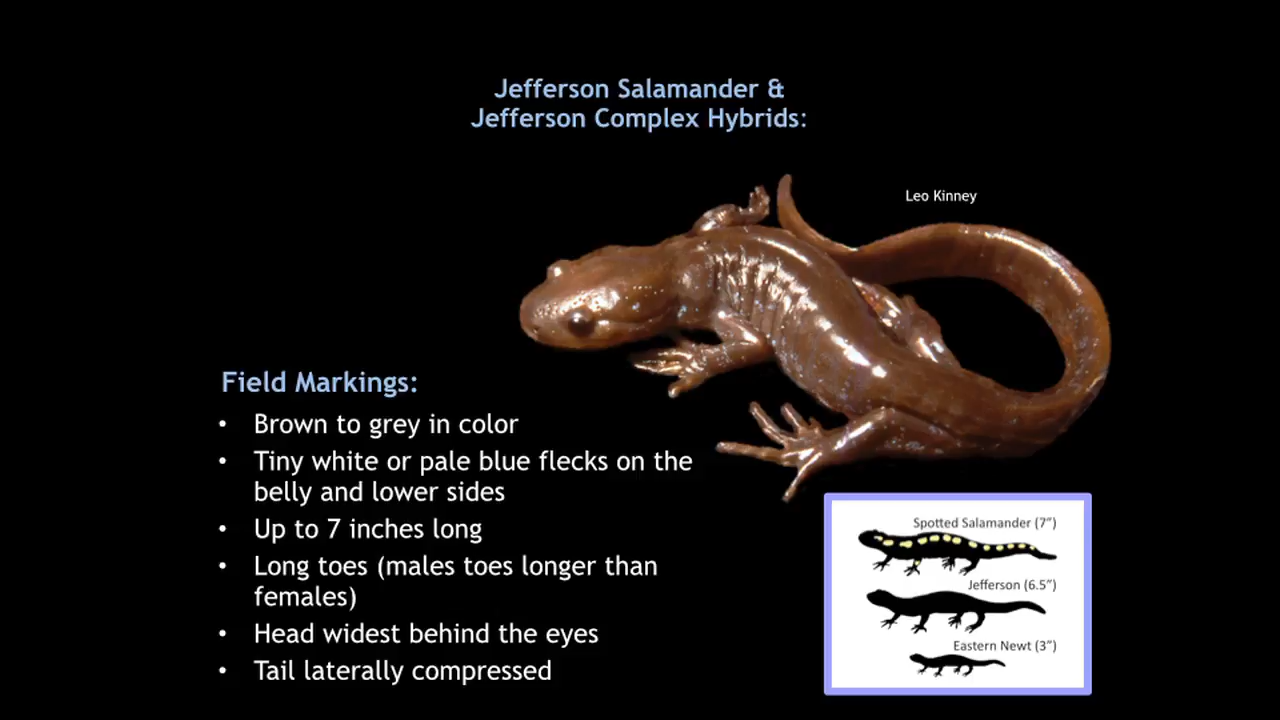 Jefferson Salamander &
Jefferson Complex Hybrids:
Leo Kinney
Field Markings:
• Brown to grey in color
• Tiny white or pale blue flecks on the
belly and lower sides
• Up to 7 inches long
• Long toes (males toes longer than
females)
• Head widest behind the eyes
• Tail laterally compressed
Spotted Salamander (7”)
Jefferson (6.5”)
Eastern Newt (3”)